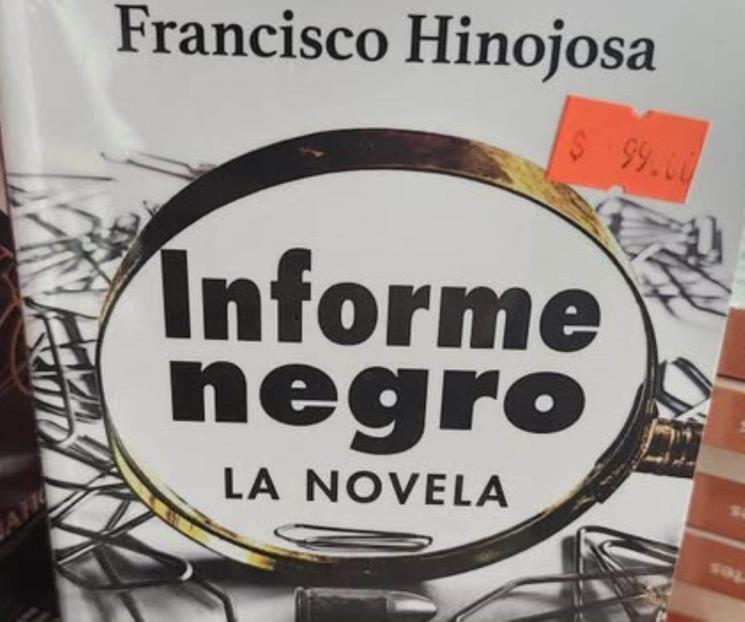 Francisco Hinojosa
$ 99.00
Informe
negro
LA NOVELA